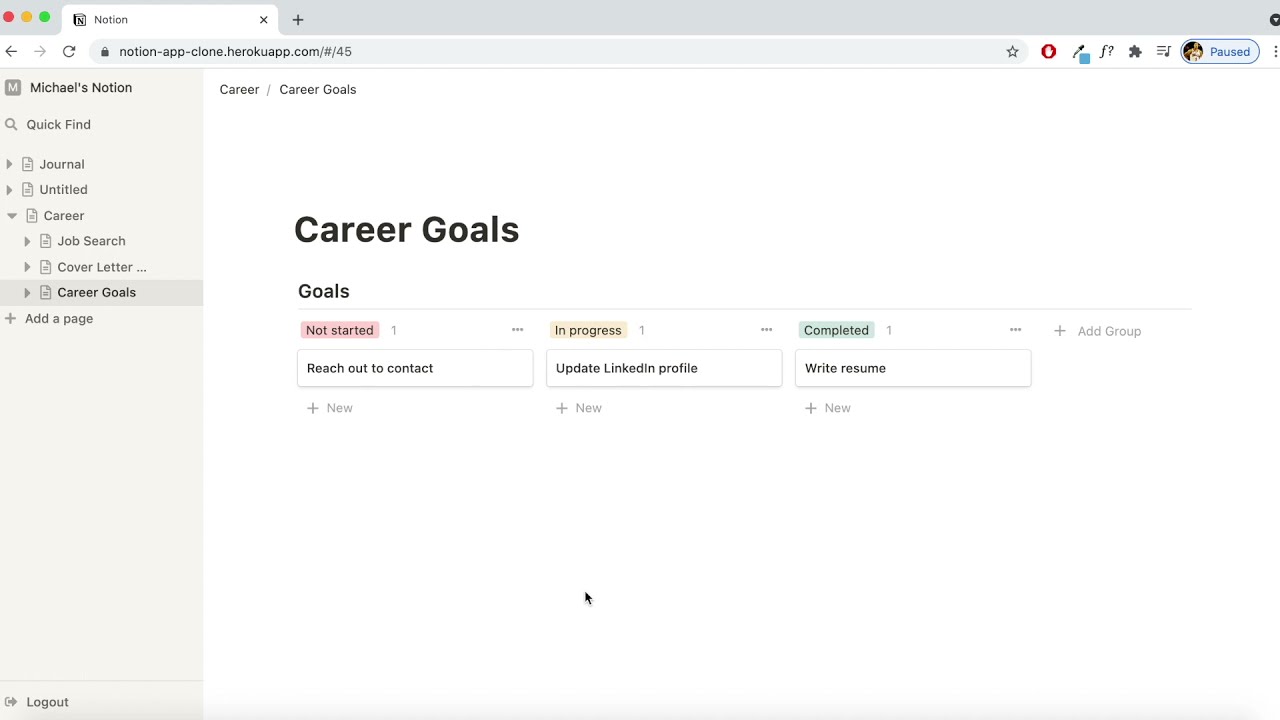 Notion
notion-app-clone.herokuapp.com/#/45
f?
Paused
M Michael's Notion
Quick Find
Journal
Untitled
Career
Job Search
Cover Letter ...
Career Goals
Add a page
Logout
Career / Career Goals
Career Goals
Goals
Not started 1 ••• In progress 1 ••• Completed 1 ••• + Add Group
Reach out to contact Update LinkedIn profile Write resume
+ New + New + New